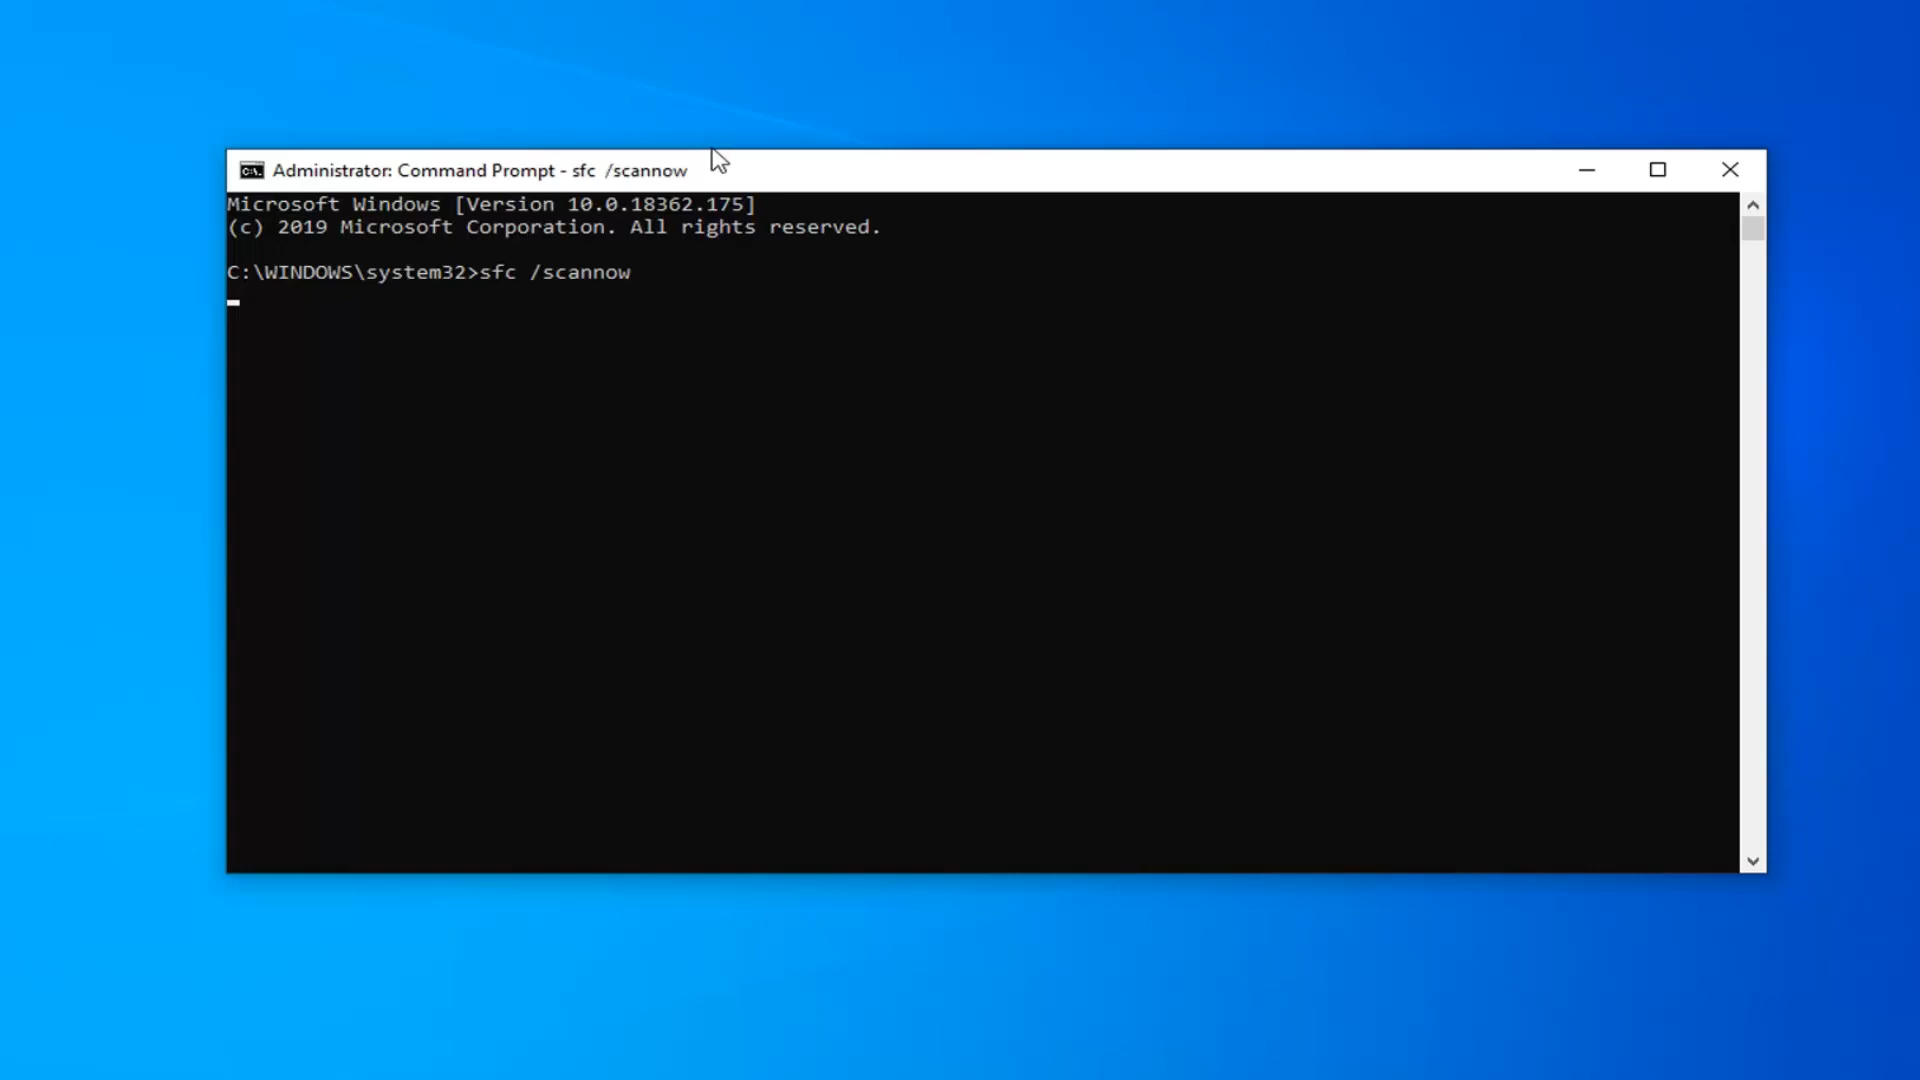 Administrator: Command Prompt - sfc  /scannow
Microsoft Windows [Version 10.0.18362.175]
(c) 2019 Microsoft Corporation. All rights reserved.
C:\WINDOWS\system32>sfc /scannow